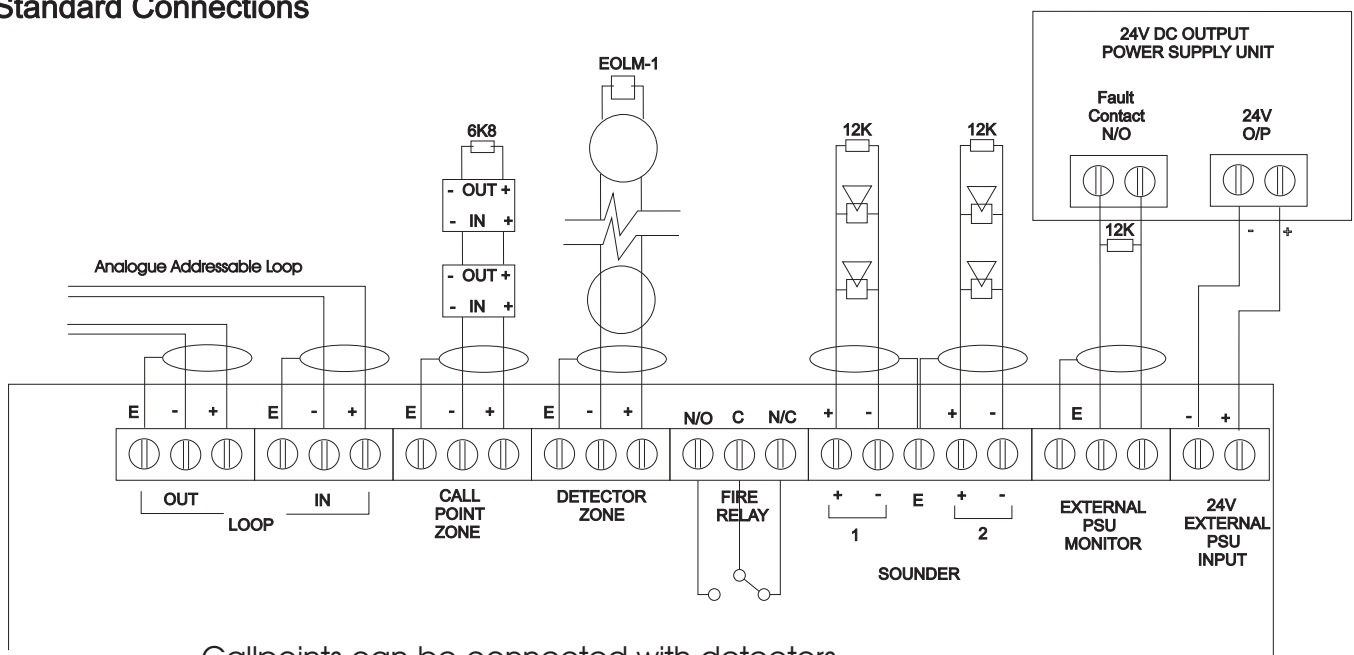 Standard Connections
24V DC OUTPUT
POWER SUPPLY UNIT
Fault
Contact
N/O
24V
O/P
EOLM-1
6K8
12K
12K
- OUT +
- IN +
- OUT +
- IN +
12K
- +
Analogue Addressable Loop
E - +
E - +
E - +
E - +
N/O C N/C
+ -
+ -
E
- +
OUT
IN
LOOP
CALL
POINT
ZONE
DETECTOR
ZONE
FIRE
RELAY
+ - E + -
1
2
SOUNDER
EXTERNAL
PSU
MONITOR
24V
EXTERNAL
PSU
INPUT
Callpoints can be connected with detectors